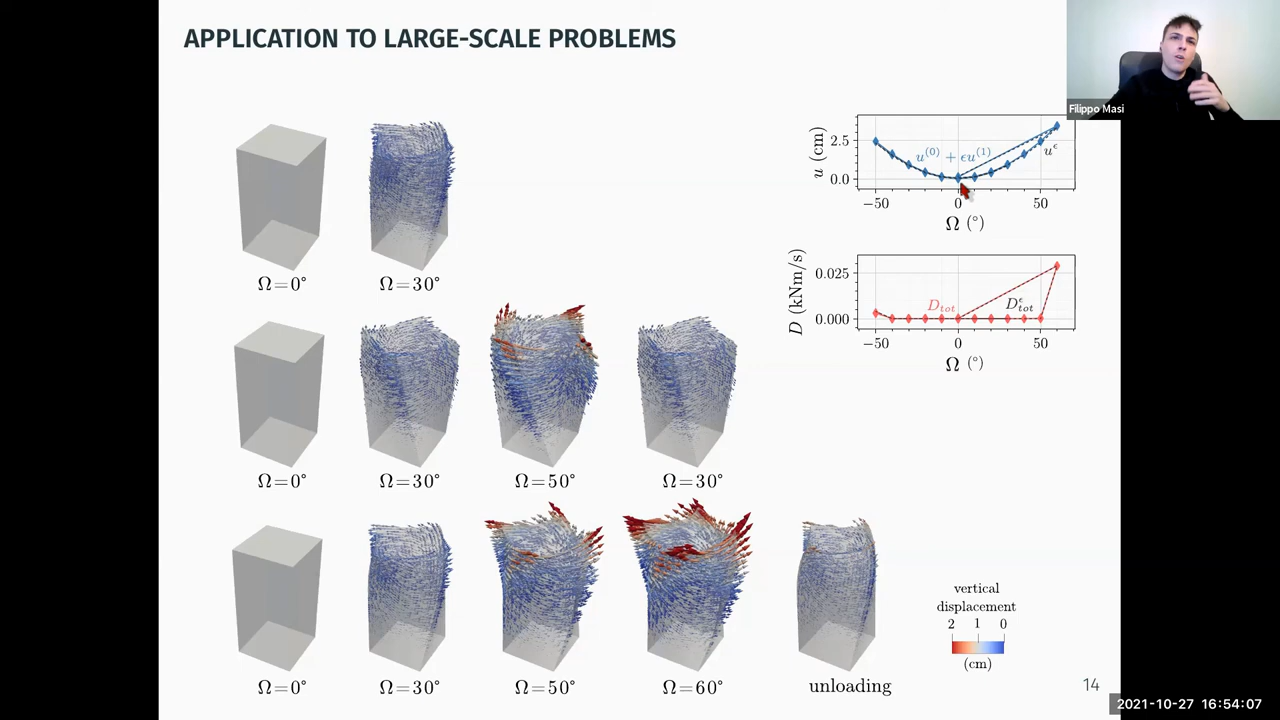 APPLICATION TO LARGE-SCALE PROBLEMS
Filippo Masi
Ω=0°
Ω=30°
u (cm)
2.5
0.0
u^(0) + ϵu^(1)
u^ϵ
−50
0
50
Ω (°)
D (kNm/s)
0.025
0.000
D_tot
D^ϵ_tot
−50
0
50
Ω (°)
Ω=0°
Ω=30°
Ω=50°
Ω=30°
Ω=0°
Ω=30°
Ω=50°
Ω=60°
unloading
vertical
displacement
2 1 0
(cm)
14
2021-10-27 16:54:07